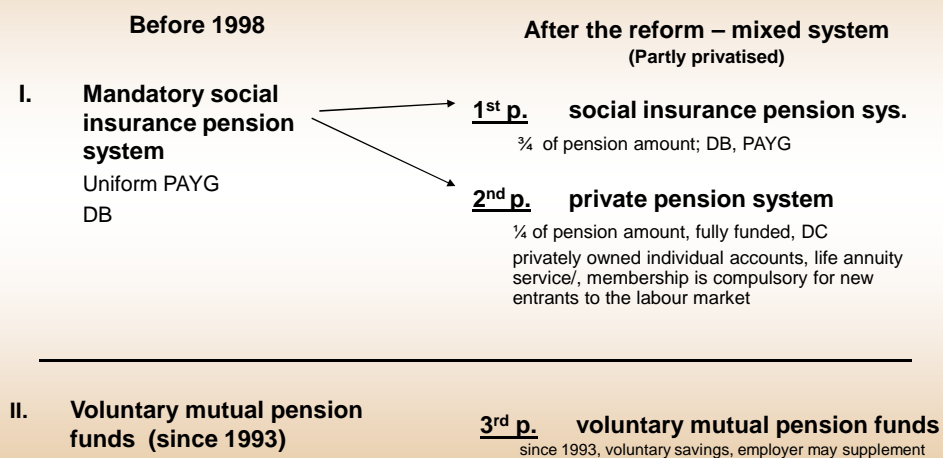 Before 1998
After the reform – mixed system
(Partly privatised)
I. Mandatory social
insurance pension
system
Uniform PAYG
DB
1st p. social insurance pension sys.
¾ of pension amount; DB, PAYG
2nd p. private pension system
¼ of pension amount, fully funded, DC
privately owned individual accounts, life annuity
service/, membership is compulsory for new
entrants to the labour market
II. Voluntary mutual pension
funds (since 1993)
3rd p. voluntary mutual pension funds
since 1993, voluntary savings, employer may supplement